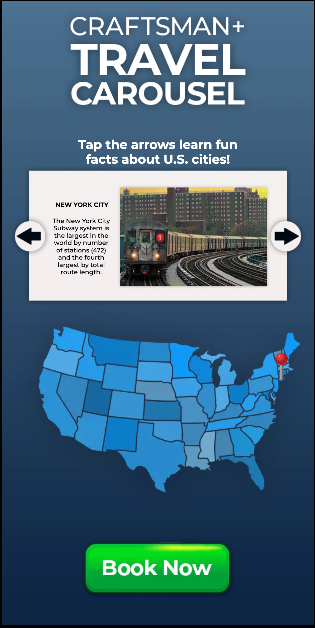 CRAFTSMAN+
TRAVEL
CAROUSEL
Tap the arrows learn fun
facts about U.S. cities!
NEW YORK CITY
The New York City
Subway system is
the largest in the
world by number
of stations (472)
and the fourth
largest by total
route length.
1
Book Now